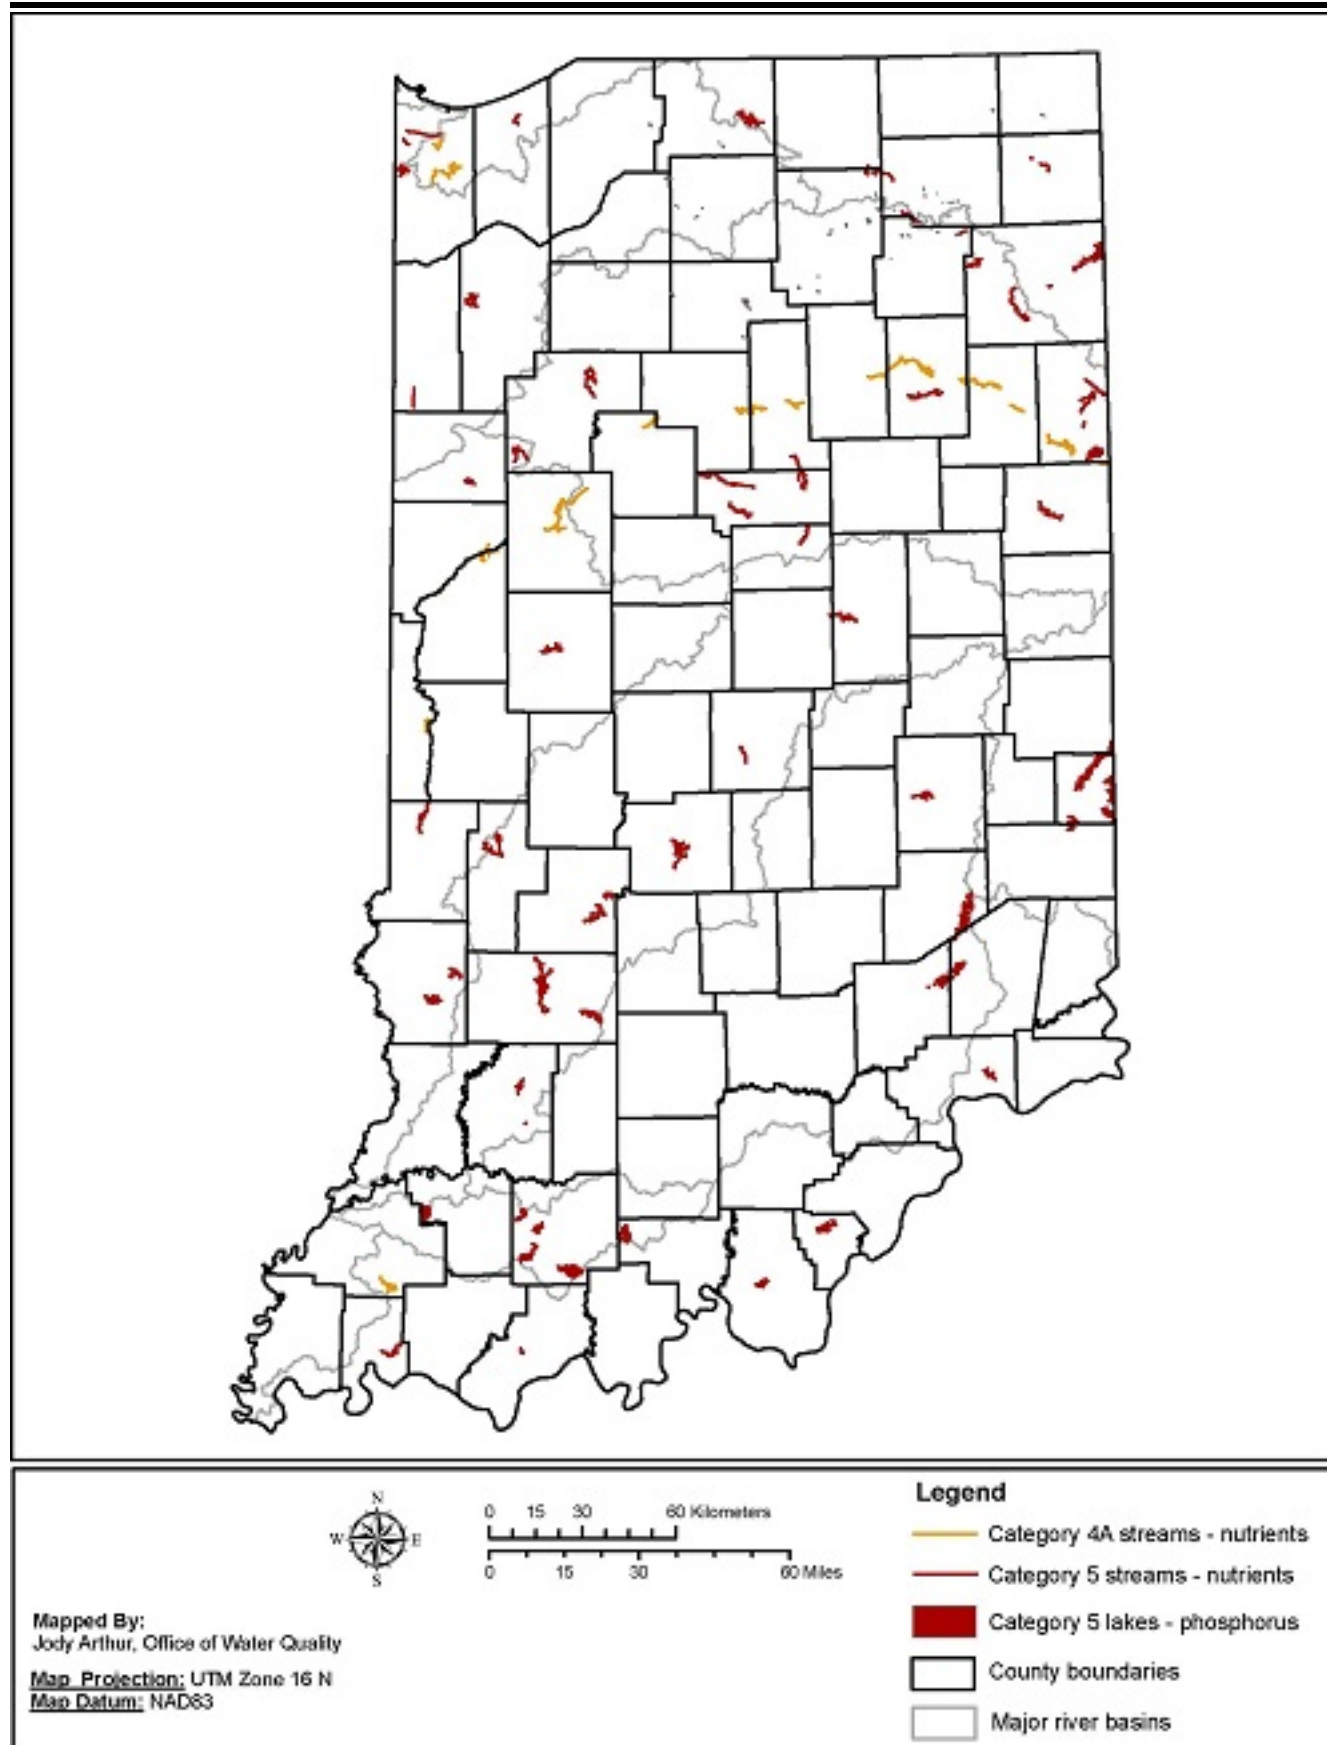 N
W E
S
0 15 30 60 Kilometers
0 15 30 60 Miles
Mapped By:
Jody Arthur, Office of Water Quality
Map Projection: UTM Zone 16 N
Map Datum: NAD83
Legend
Category 4A streams - nutrients
Category 5 streams - nutrients
Category 5 lakes - phosphorus
County boundaries
Major river basins